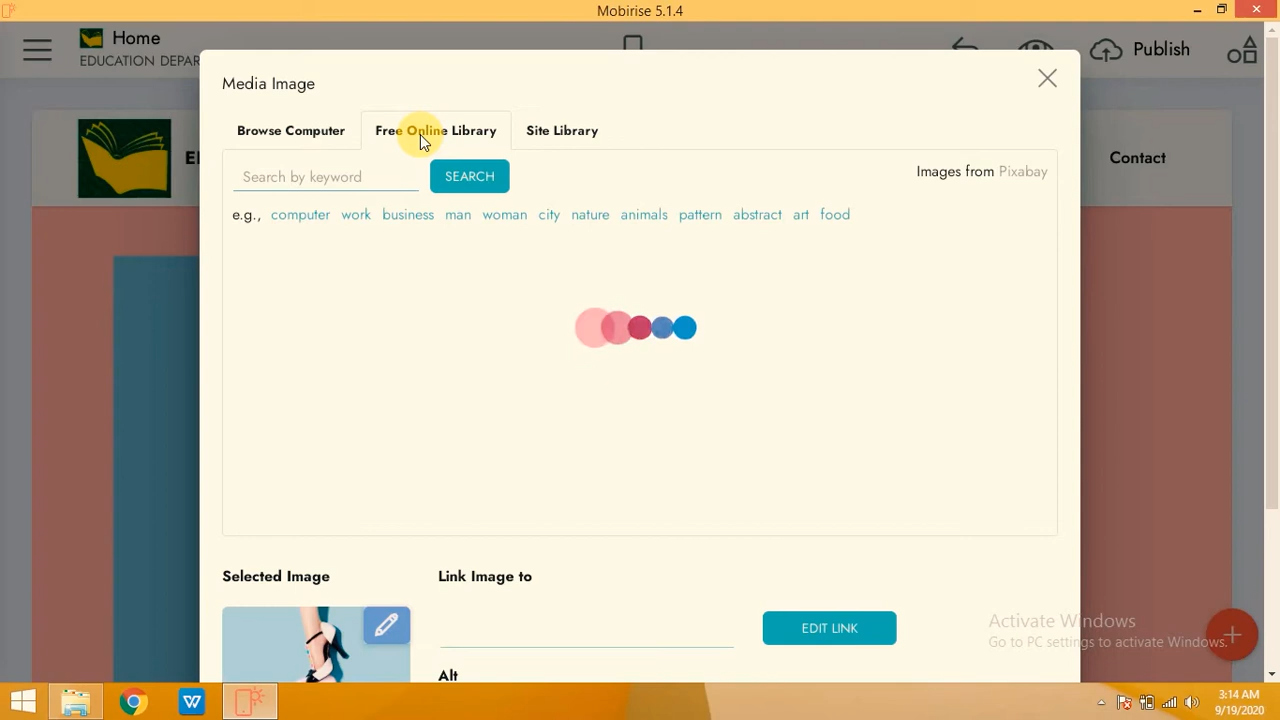 Mobirise 5.1.4
Home
EDUCATION DEPAR
Publish
Media Image
Browse Computer
Free Online Library
Site Library
El
Contact
Search by keyword
SEARCH
Images from Pixabay
e.g., computer work business man woman city nature animals pattern abstract art food
Selected Image
Link Image to
EDIT LINK
Alt
Activate Windows
Go to PC settings to activate Windows.
W
3:14 AM
9/19/2020